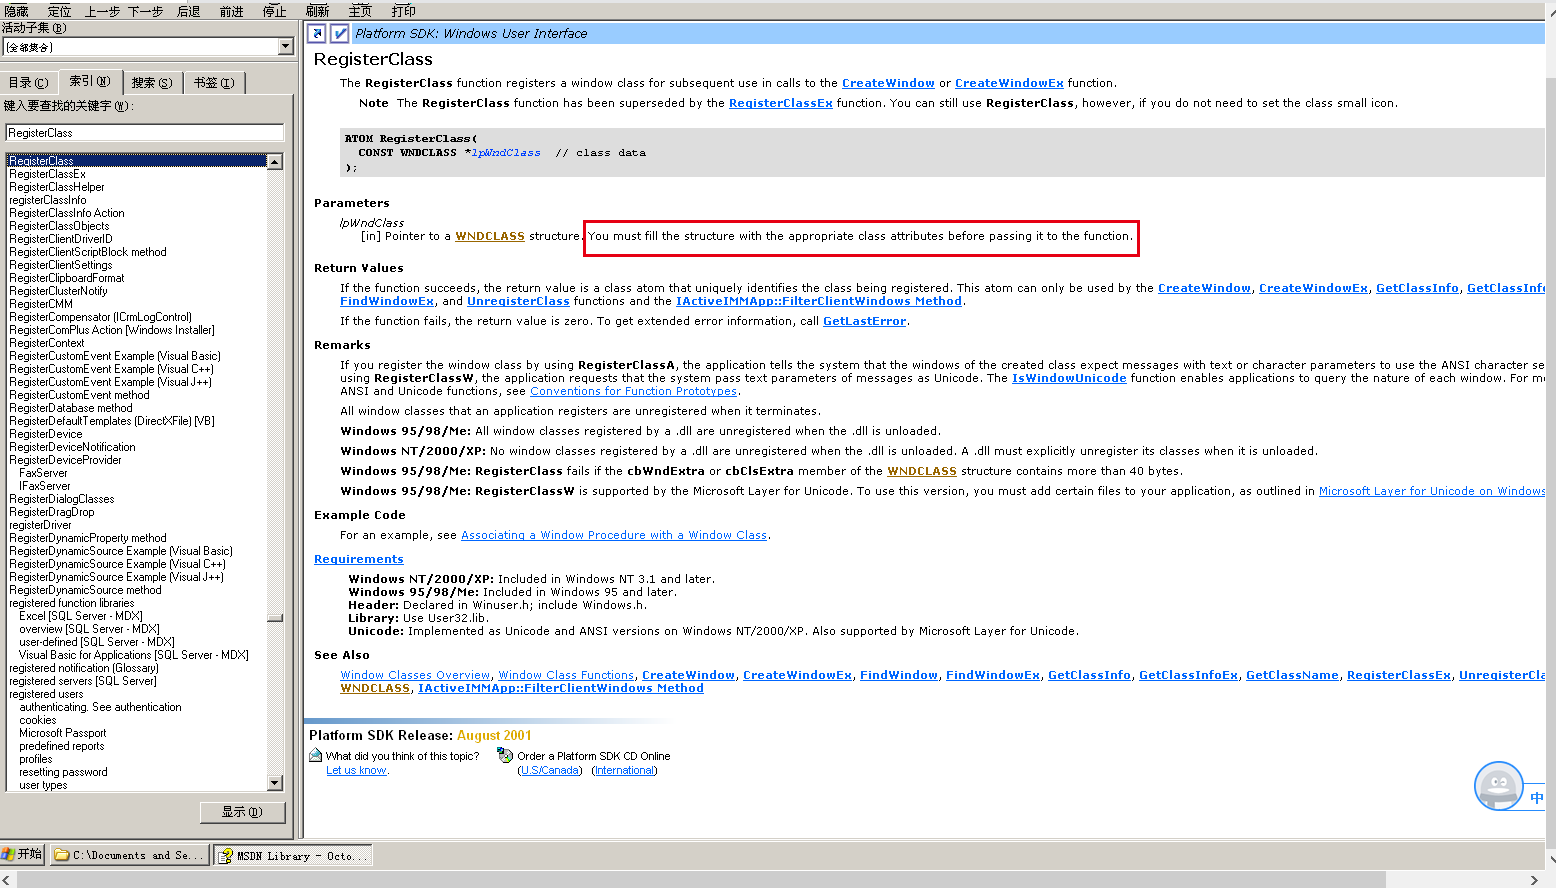 隐藏 定位 上一步 下一步 后退 前进 停止 刷新 主页 打印
活动子集(B)
(全部集合)
目录(C) 索引(N) 搜索(S) 书签(I)
键入要查找的关键字(W):
RegisterClass
RegisterClass
RegisterClassEx
RegisterClassHelper
registerClassInfo
RegisterClassInfo Action
RegisterClassObjects
RegisterClientDriverID
RegisterClientScriptBlock method
RegisterClientSettings
RegisterClipboardFormat
RegisterClusterNotify
RegisterCMM
RegisterCompensator (ICrmLogControl)
RegisterComPlus Action [Windows Installer]
RegisterContext
RegisterCustomEvent Example (Visual Basic)
RegisterCustomEvent Example (Visual C++)
RegisterCustomEvent Example (Visual J++)
RegisterCustomEvent method
RegisterDatabase method
RegisterDefaultTemplates (DirectXFile) [VB]
RegisterDevice
RegisterDeviceNotification
RegisterDeviceProvider
FaxServer
IFaxServer
RegisterDialogClasses
RegisterDragDrop
registerDriver
RegisterDynamicProperty method
RegisterDynamicSource Example (Visual Basic)
RegisterDynamicSource Example (Visual C++)
RegisterDynamicSource Example (Visual J++)
RegisterDynamicSource method
registered function libraries
Excel [SQL Server - MDX]
overview [SQL Server - MDX]
user-defined [SQL Server - MDX]
Visual Basic for Applications [SQL Server - MDX]
registered notification (Glossary)
registered servers [SQL Server]
registered users
authenticating. See authentication
cookies
Microsoft Passport
predefined reports
profiles
resetting password
user types
显示(D)
Platform SDK: Windows User Interface
RegisterClass
The RegisterClass function registers a window class for subsequent use in calls to the CreateWindow or CreateWindowEx function.
Note The RegisterClass function has been superseded by the RegisterClassEx function. You can still use RegisterClass, however, if you do not need to set the class small icon.
ATOM RegisterClass(
CONST WNDCLASS *lpWndClass // class data
);
Parameters
lpWndClass
[in] Pointer to a WNDCLASS structure. You must fill the structure with the appropriate class attributes before passing it to the function.
Return Values
If the function succeeds, the return value is a class atom that uniquely identifies the class being registered. This atom can only be used by the CreateWindow, CreateWindowEx, GetClassInfo, GetClassInfo
FindWindowEx, and UnregisterClass functions and the IActiveIMMApp::FilterClientWindows Method.
If the function fails, the return value is zero. To get extended error information, call GetLastError.
Remarks
If you register the window class by using RegisterClassA, the application tells the system that the windows of the created class expect messages with text or character parameters to use the ANSI character se
using RegisterClassW, the application requests that the system pass text parameters of messages as Unicode. The IsWindowUnicode function enables applications to query the nature of each window. For mo
ANSI and Unicode functions, see Conventions for Function Prototypes.
All window classes that an application registers are unregistered when it terminates.
Windows 95/98/Me: All window classes registered by a .dll are unregistered when the .dll is unloaded.
Windows NT/2000/XP: No window classes registered by a .dll are unregistered when the .dll is unloaded. A .dll must explicitly unregister its classes when it is unloaded.
Windows 95/98/Me: RegisterClass fails if the cbWndExtra or cbClsExtra member of the WNDCLASS structure contains more than 40 bytes.
Windows 95/98/Me: RegisterClassW is supported by the Microsoft Layer for Unicode. To use this version, you must add certain files to your application, as outlined in Microsoft Layer for Unicode on Windows
Example Code
For an example, see Associating a Window Procedure with a Window Class.
Requirements
Windows NT/2000/XP: Included in Windows NT 3.1 and later.
Windows 95/98/Me: Included in Windows 95 and later.
Header: Declared in Winuser.h; include Windows.h.
Library: Use User32.lib.
Unicode: Implemented as Unicode and ANSI versions on Windows NT/2000/XP. Also supported by Microsoft Layer for Unicode.
See Also
Window Classes Overview, Window Class Functions, CreateWindow, CreateWindowEx, FindWindow, FindWindowEx, GetClassInfo, GetClassInfoEx, GetClassName, RegisterClassEx, UnregisterCla
WNDCLASS, IActiveIMMApp::FilterClientWindows Method
Platform SDK Release: August 2001
What did you think of this topic? Order a Platform SDK CD Online
Let us know. (U.S/Canada) (International)
中
开始 C:\Documents and Se... MSDN Library - Octo...